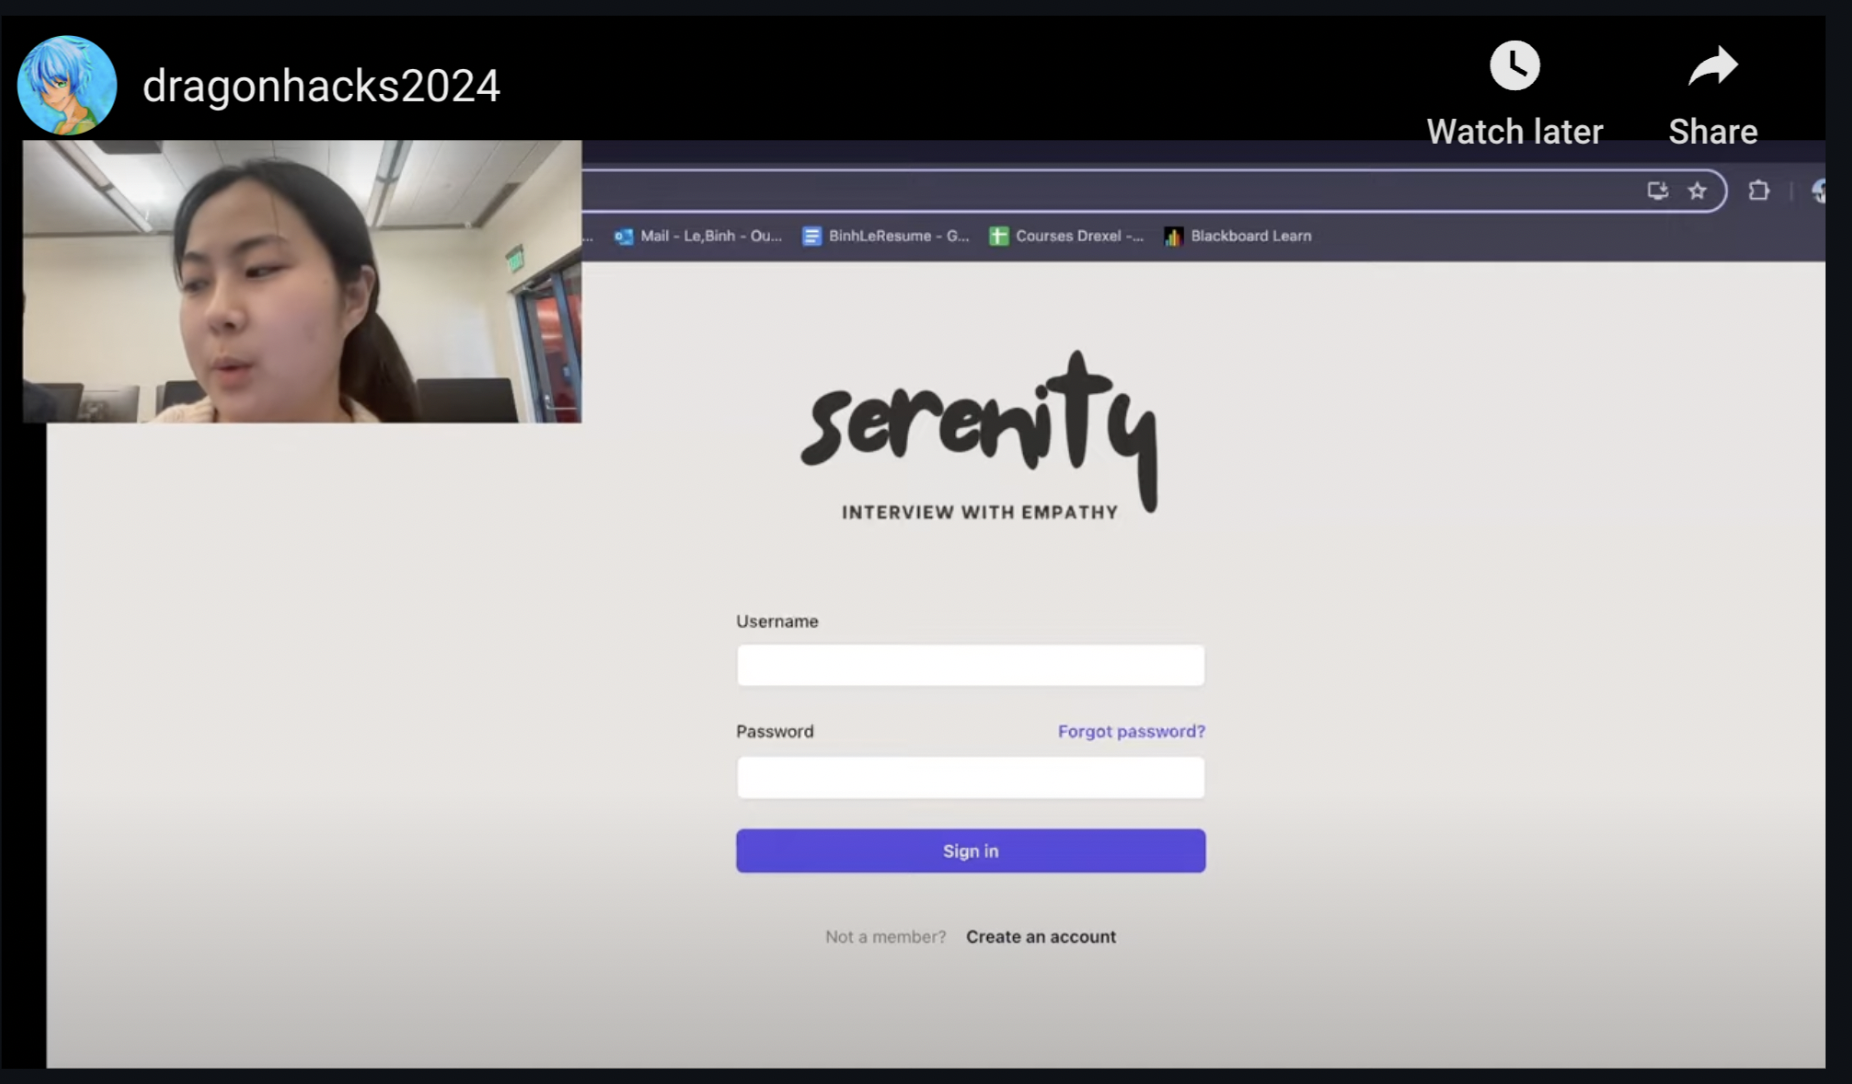 dragonhacks2024
Watch later
Share
... Mail - Le,Binh - Ou... BinhLeResume - G... Courses Drexel -... Blackboard Learn
serenity
INTERVIEW WITH EMPATHY
Username
Password Forgot password?
Sign in
Not a member? Create an account